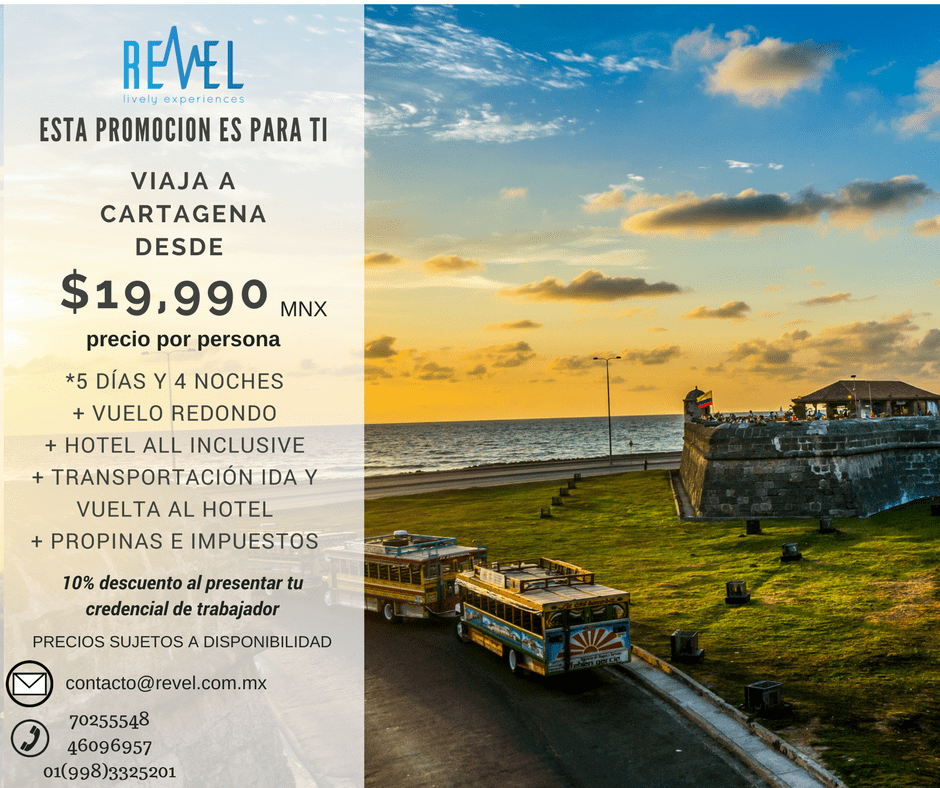 REVEL
lively experiences
ESTA PROMOCION ES PARA TI
VIAJA A
CARTAGENA
DESDE
$19,990 MNX
precio por persona
*5 DÍAS Y 4 NOCHES
+ VUELO REDONDO
+ HOTEL ALL INCLUSIVE
+ TRANSPORTACIÓN IDA Y
VUELTA AL HOTEL
+ PROPINAS E IMPUESTOS
10% descuento al presentar tu
credencial de trabajador
PRECIOS SUJETOS A DISPONIBILIDAD
contacto@revel.com.mx
70255548
46096957
01(998)3325201